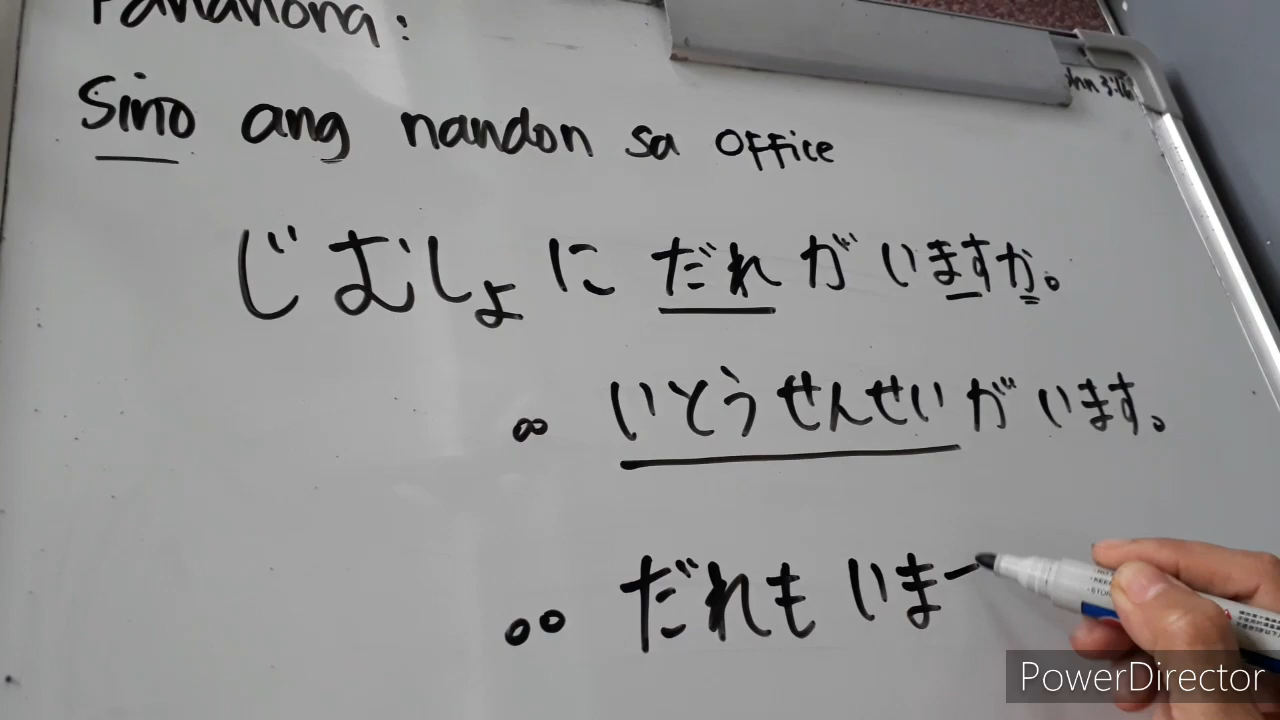 Sino ang nandon sa office
じむしょに だれ が いますか。
∞ いとう せんせい が います。
oo だれも いま
PowerDirector